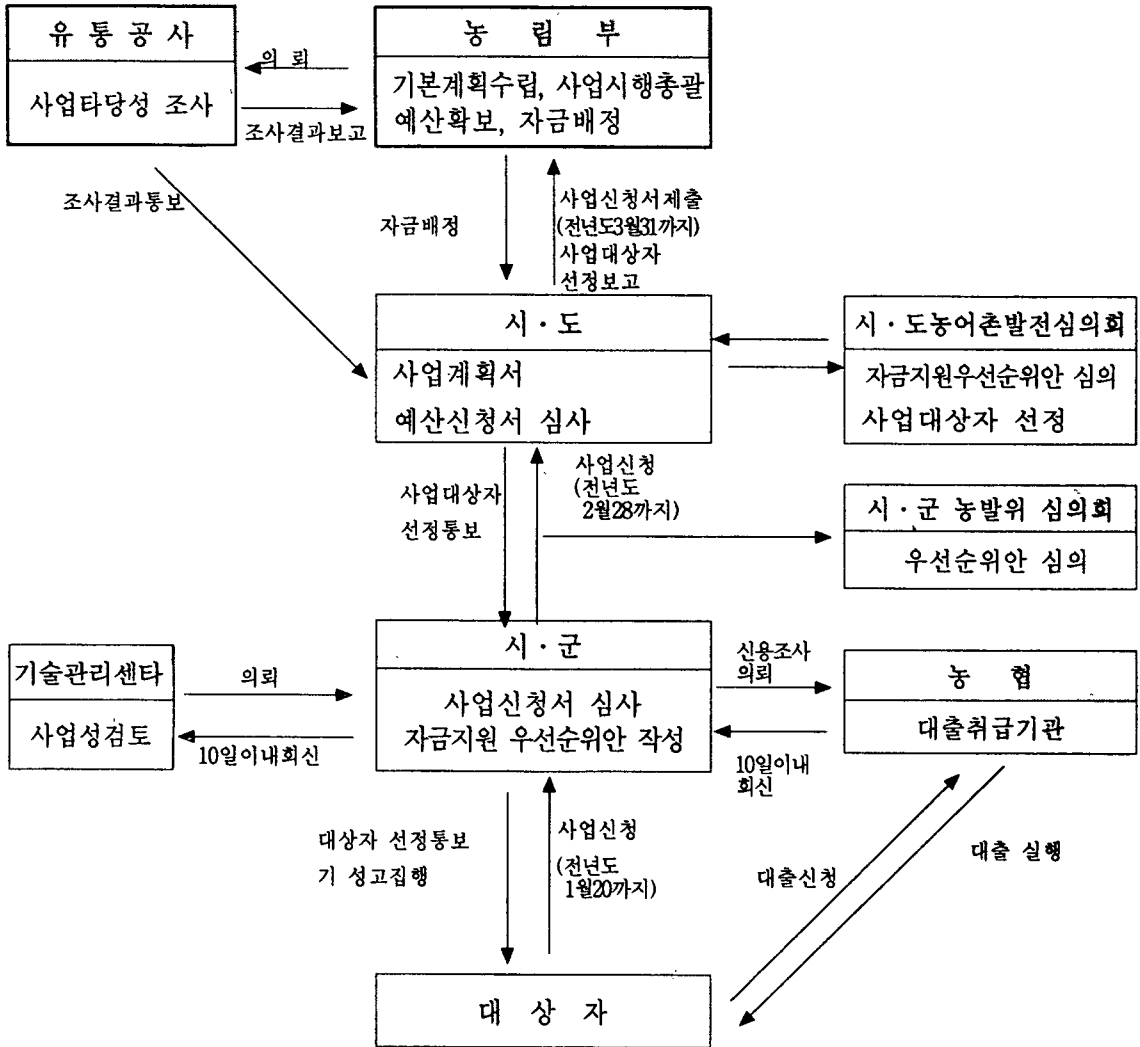 유 통 공 사
사업타당성 조사
의 뢰
조사결과보고
농 림 부
기본계획수립, 사업시행총괄
예산확보, 자금배정
조사결과통보
자금배정
사업신청서제출
(전년도3월31까지)
사업대상자
선정보고
시 · 도
사업계획서
예산신청서 심사
시 · 도농어촌발전심의회
자금지원우선순위안 심의
사업대상자 선정
사업대상자
선정통보
사업신청
(전년도
2월28까지)
시 · 군 농발위 심의회
우선순위안 심의
기술관리센타
사업성검토
의뢰
10일이내회신
시 · 군
사업신청서 심사
자금지원 우선순위안 작성
신용조사
의뢰
10일이내
회신
농 협
대출취급기관
대상자 선정통보
기 성고집행
사업신청
(전년도
1월20까지)
대출신청
대출 실행
대 상 자